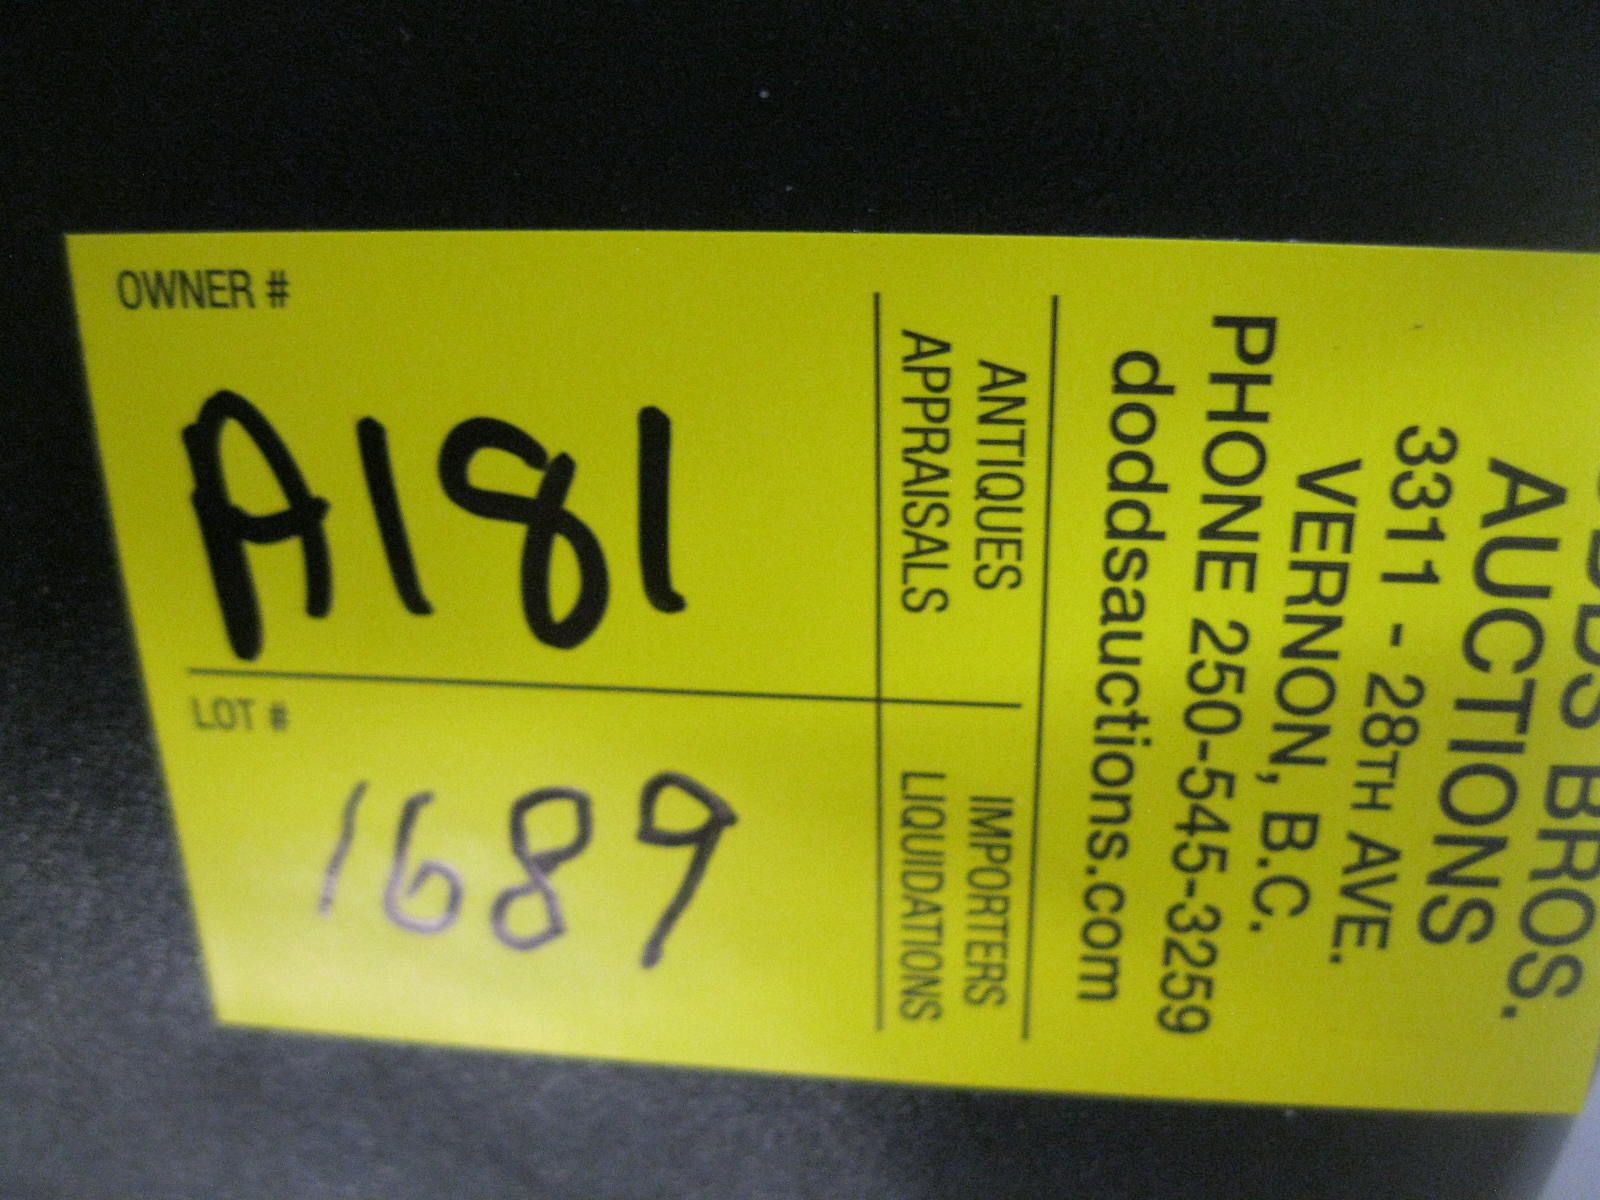 OWNER #
A181
LOT #
1689
BROS.
AUCTIONS
3311 - 28TH AVE.
VERNON, B.C.
PHONE 250-545-3259
doddsauctions.com
ANTIQUES
APPRAISALS
IMPORTERS
LIQUIDATIONS